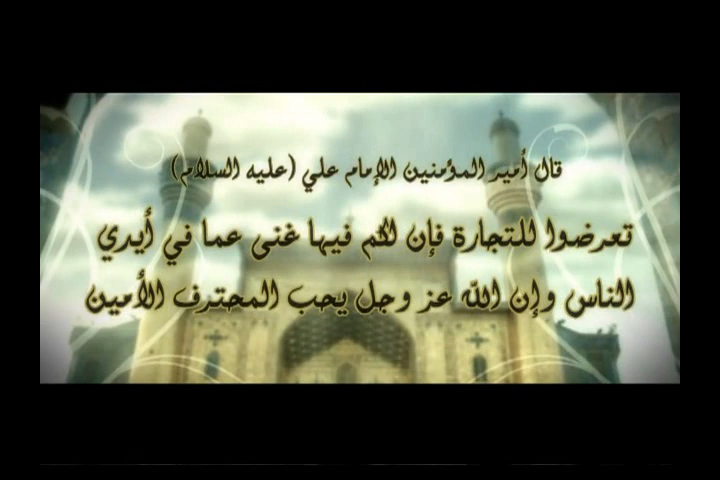 قال أمير المؤمنين الإمام علي (عليه السلام)
تعرضوا للتجارة فإن لكم فيها غنى عما في أيدي
الناس وإن الله عز وجل يحب المحترف الأمين